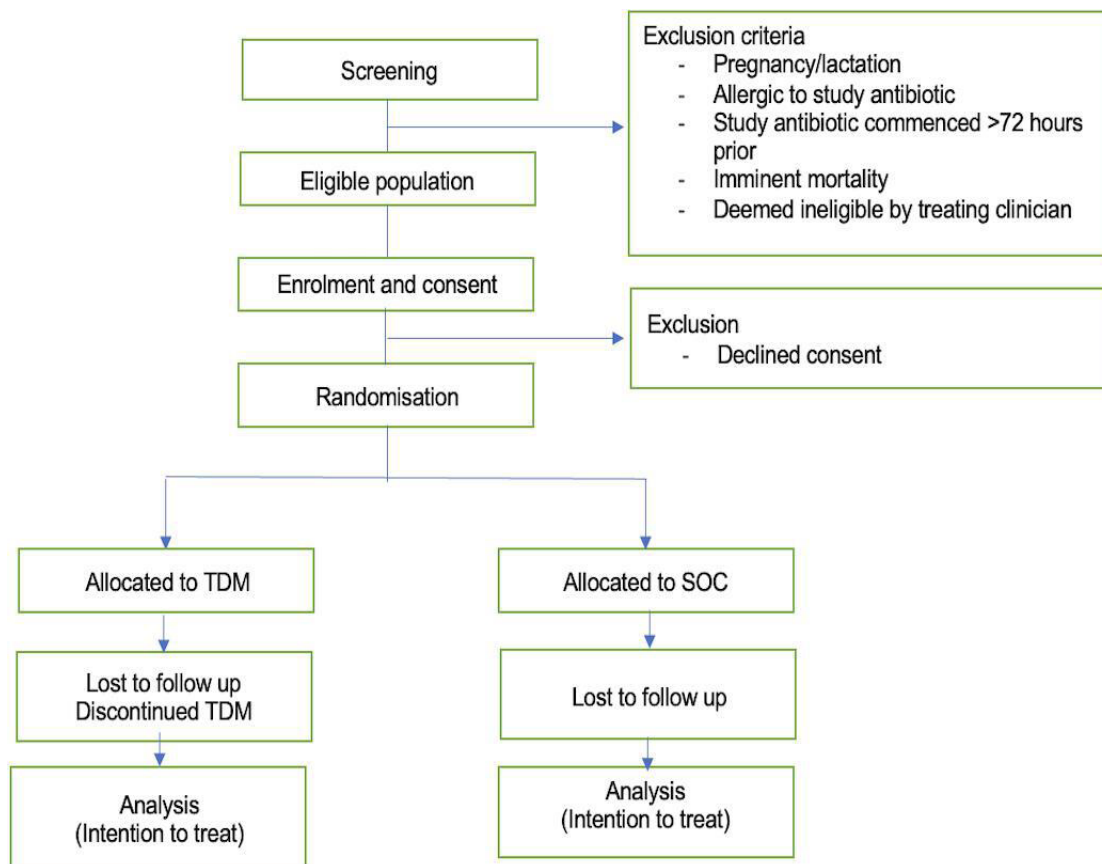 Screening
Exclusion criteria
- Pregnancy/lactation
- Allergic to study antibiotic
- Study antibiotic commenced >72 hours
prior
- Imminent mortality
- Deemed ineligible by treating clinician
Eligible population
Enrolment and consent
Exclusion
- Declined consent
Randomisation
Allocated to TDM
Allocated to SOC
Lost to follow up
Discontinued TDM
Lost to follow up
Analysis
(Intention to treat)
Analysis
(Intention to treat)